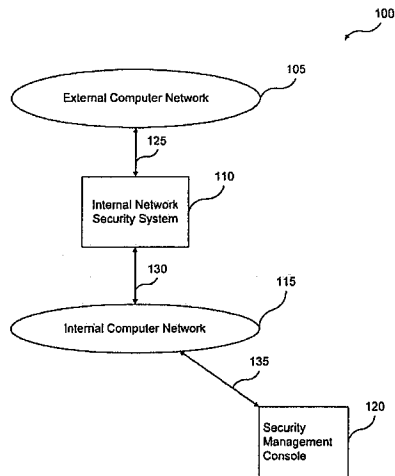 100
External Computer Network
105
125
110
Internal Network
Security System
130
115
Internal Computer Network
135
Security
Management
Console
120